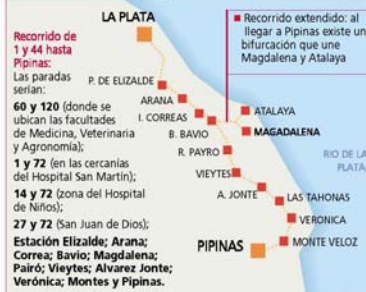 Recorrido de
1 y 44 hasta
Pipinas:
Las paradas
serían:
60 y 120 (donde se
ubican las facultades
de Medicina, Veterinaria
y Agronomía);
1 y 72 (en las cercanías
del Hospital San Martín);
14 y 72 (zona del Hospital
de Niños);
27 y 72 (San Juan de Dios);
Estación Elizalde; Arana;
Correa; Bavio; Magdalena;
Pairó; Vieytes; Alvarez Jonte;
Verónica; Montes y Pipinas.
LA PLATA
Recorrido extendido: al
llegar a Pipinas existe un
bifurcación que une
Magdalena y Atalaya
P. DE ELIZALDE
ARANA
I. CORREAS
ATALAYA
B. BAVIO
MAGDALENA
R. PAYRO
RIO DE LA
PLATA
VIEYTES
A. JONTE
LAS TAHONAS
VERONICA
PIPINAS
MONTE VELOZ